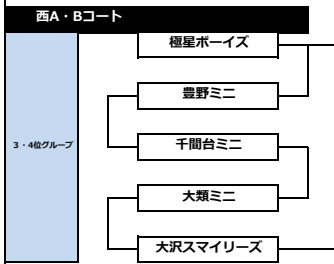 西A・Bコート
極星ボーイズ
豊野ミニ
3・4位グループ
千間台ミニ
大類ミニ
大沢スマイリーズ